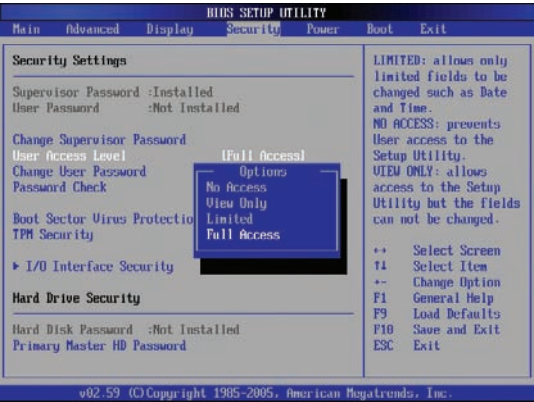 BIOS SETUP UTILITY
Main Advanced Display Security Power Boot Exit
Security Settings
Supervisor Password :Installed
User Password :Not Installed
Change Supervisor Password
User Access Level [Full Access]
Change User Password
Password Check
Boot Sector Virus Protectio
TPM Security
I/O Interface Security
Hard Drive Security
Hard Disk Password :Not Installed
Primary Master HD Password
Options
No Access
View Only
Limited
Full Access
LIMITED: allows only
limited fields to be
changed such as Date
and Time.
NO ACCESS: prevents
User access to the
Setup Utility.
VIEW ONLY: allows
access to the Setup
Utility but the fields
can not be changed.
↔ Select Screen
↑↓ Select Item
+- Change Option
F1 General Help
F9 Load Defaults
F10 Save and Exit
ESC Exit
v02.59 (C)Copyright 1985-2005, American Megatrends, Inc.